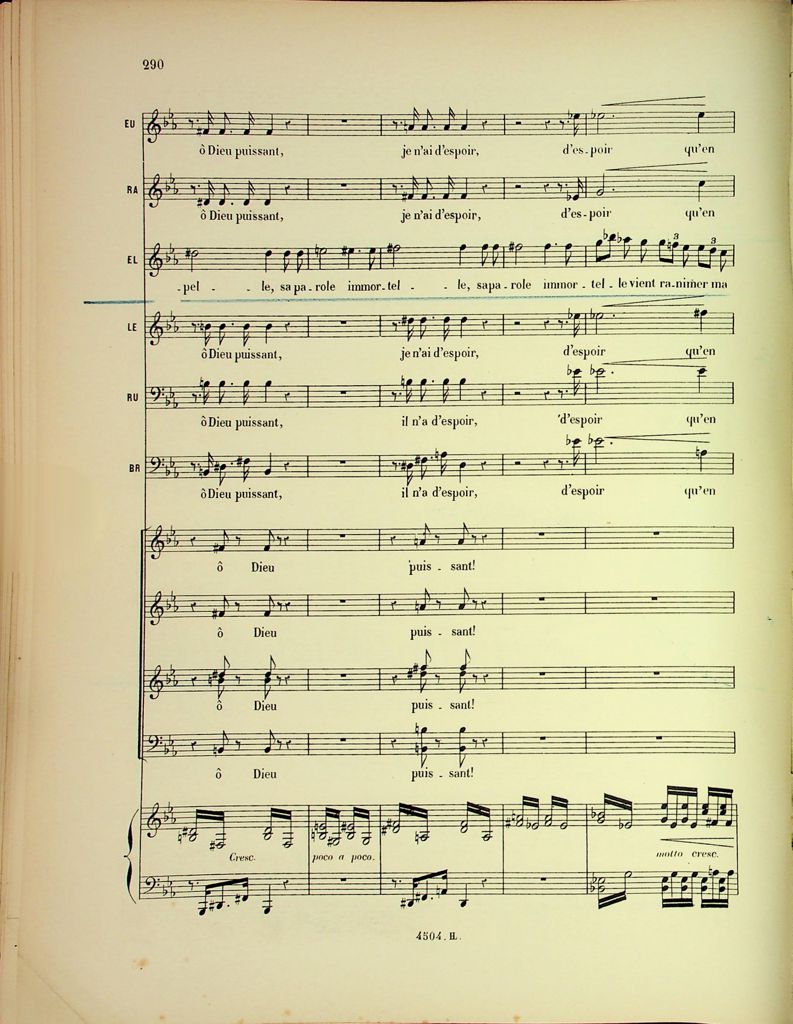 290
EU
ô Dieu puissant, je n'ai d'espoir, d'es-poir qu'en
RA
ô Dieu puissant, je n'ai d'espoir, d'es-poir qu'en
EL
-pel - - le, sa pa-role immor-tel - - le, sa pa-role immor-tel-le vient ra-nimer ma
LE
ô Dieu puissant, je n'ai d'espoir, d'espoir qu'en
RU
ô Dieu puissant, il n'a d'espoir, d'espoir qu'en
BR
ô Dieu puissant, il n'a d'espoir, d'espoir qu'en
ô Dieu puis - sant!
ô Dieu puis - sant!
ô Dieu puis - sant!
ô Dieu puis - sant!
Cresc. poco a poco. molto cresc.
4504. H.